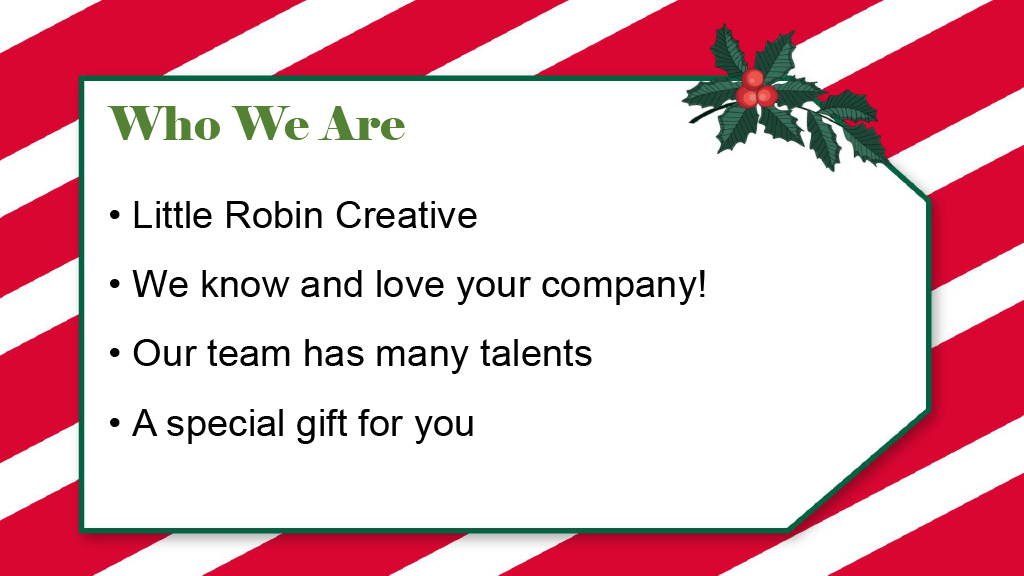 Who We Are
• Little Robin Creative
• We know and love your company!
• Our team has many talents
• A special gift for you